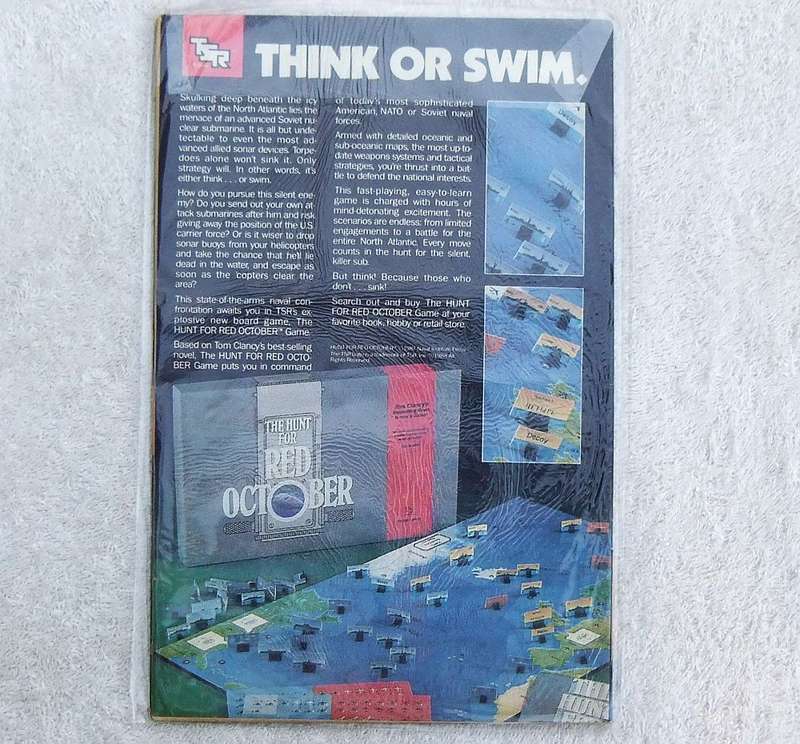 TSR
THINK OR SWIM.
Skulking deep beneath the icy
waters of the North Atlantic lies the
menace of an advanced Soviet nu-
clear submarine. It is all but unde-
tectable to even the most ad-
vanced allied sonar devices. Torpe-
does alone won't sink it. Only
strategy will. In other words, it's
either think . . . or swim.
How do you pursue this silent ene-
my? Do you send out your own at-
tack submarines after him and risk
giving away the position of the U.S.
carrier force? Or is it wiser to drop
sonar buoys from your helicopters
and take the chance that he'll lie
dead in the water, and escape as
soon as the 'copters clear the
area?
This state-of-the-arms naval con-
frontation awaits you in TSR's ex-
plosive new board game, The
HUNT FOR RED OCTOBER™ Game.
Based on Tom Clancy's best-selling
novel, The HUNT FOR RED OCTO-
BER Game puts you in command
of today's most sophisticated
American, NATO or Soviet naval
forces.
Armed with detailed oceanic and
sub-oceanic maps, the most up-to-
date weapons systems and tactical
strategies, you're thrust into a bat-
tle to defend the national interests.
This fast-playing, easy-to-learn
game is charged with hours of
mind-detonating excitement. The
scenarios are endless: from limited
engagements to a battle for the
entire North Atlantic. Every move
counts in the hunt for the silent,
killer sub.
But think! Because those who
don't . . . sink!
Search out and buy The HUNT
FOR RED OCTOBER Game at your
favorite book, hobby or retail store.
Rights Reserved.
Decoy
Decoy
Tom Clancy's
THE HUNT
FOR
RED
OCTOBER